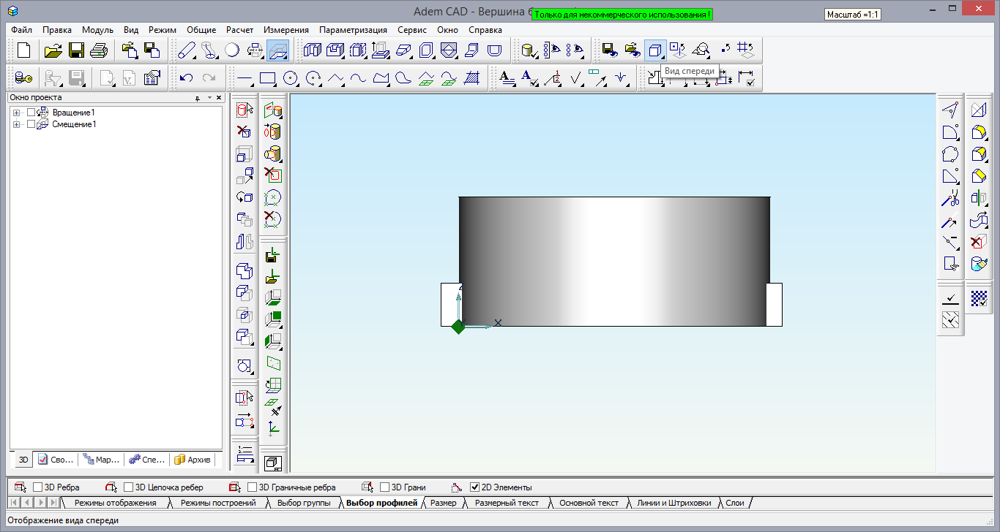 Adem CAD - Вершина б
Только для некоммерческого использования !
Масштаб =1:1
Файл Правка Модуль Вид Режим Общие Расчет Измерения Параметризация Сервис Окно Справка
Вид спереди
Окно проекта
Вращение1
Смещение1
X
3D Сво... Мар... Спе... Архив
3D Ребра 3D Цепочка ребер 3D Граничные ребра 3D Грани 2D Элементы
Режимы отображения Режимы построений Выбор группы Выбор профилей Размер Размерный текст Основной текст Линии и Штриховки Слои
Отображение вида спереди